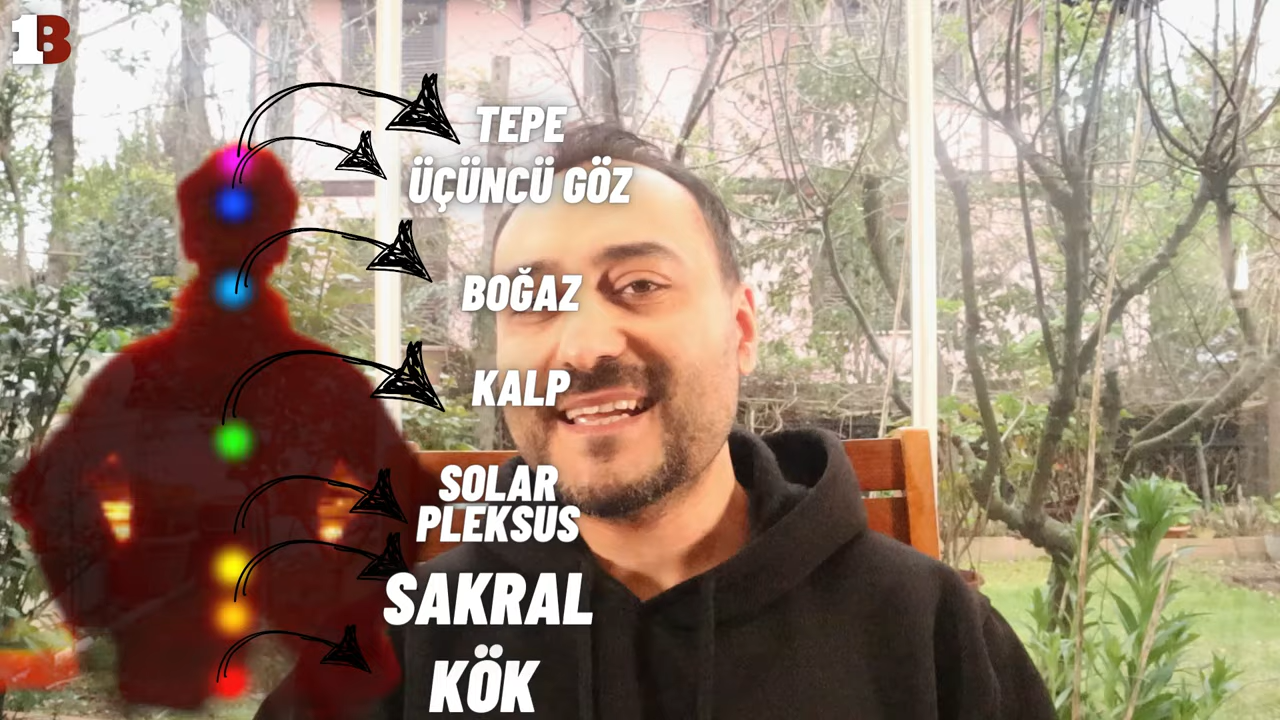 1B
TEPE
ÜÇÜNCÜ GÖZ
BOĞAZ
KALP
SOLAR
PLEKSUS
SAKRAL
KÖK